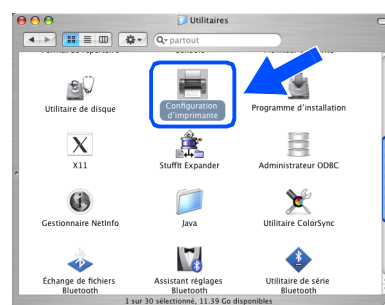 Utilitaires
partout
Utilitaire de disque
Configuration
d'imprimante
Programme d'installation
X11
StuffIt Expander
Administrateur ODBC
Gestionnaire NetInfo
Java
Utilitaire ColorSync
Échange de fichiers
Bluetooth
Assistant réglages
Bluetooth
Utilitaire de série
Bluetooth
1 sur 30 sélectionné, 11.39 Go disponibles